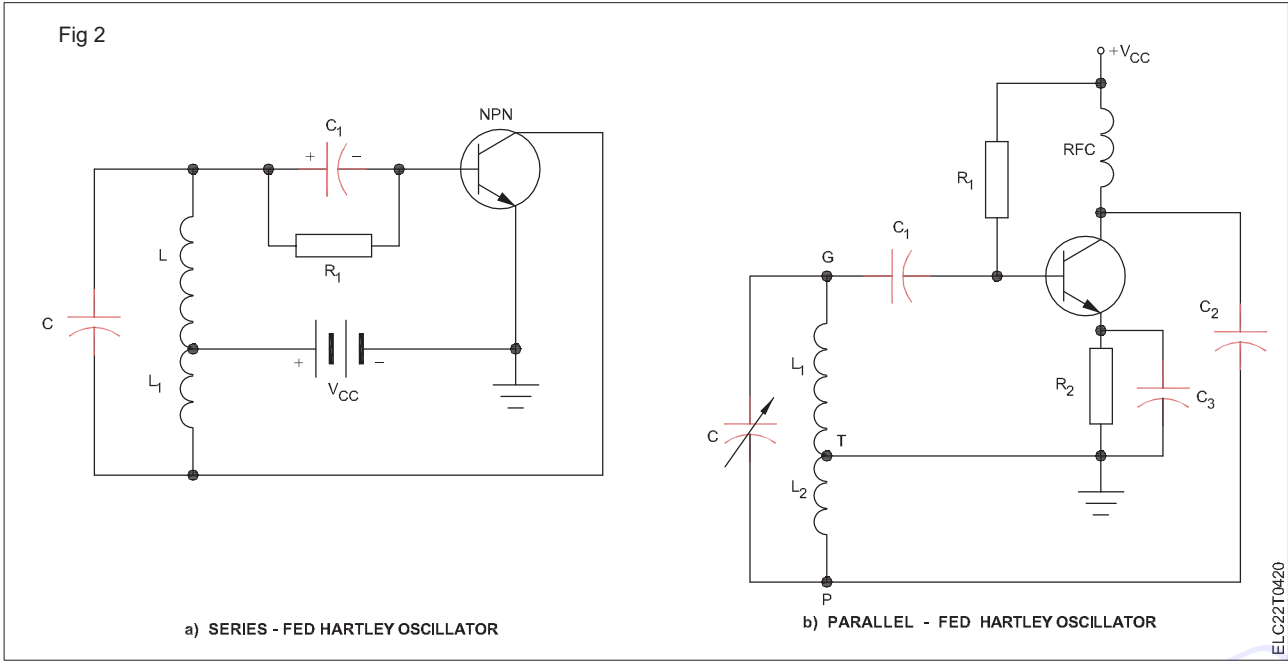 Fig 2
NPN
C1
+ −
L
R1
C
L1
+ −
VCC
a) SERIES - FED HARTLEY OSCILLATOR
+VCC
RFC
R1
C1
G
C2
L1
R2
C3
C
T
L2
P
b) PARALLEL - FED HARTLEY OSCILLATOR
ELC22T0420